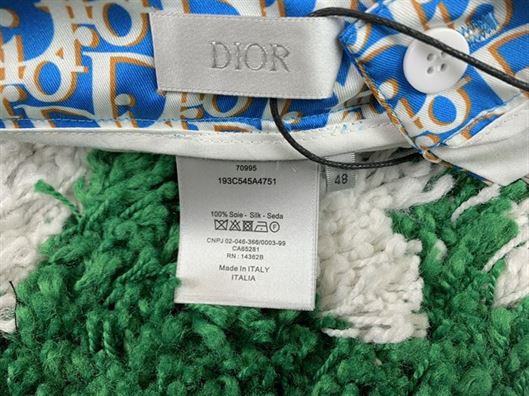 DIOR
70995
193C545A4751
48
100% Soie - Silk - Seda
CNPJ 02-046-366/0003-99
CA65281
RN : 14362B
Made In ITALY
ITALIA